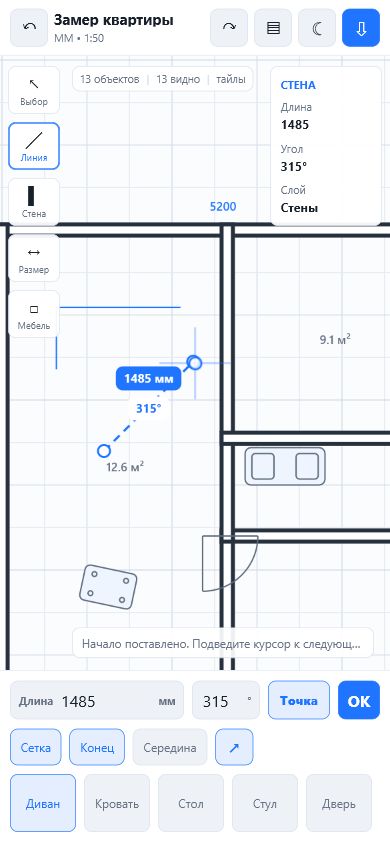 Замер квартиры
ММ • 1:50
13 объектов | 13 видно | тайлы
СТЕНА
Длина
1485
Угол
315°
Слой
Стены
Выбор
Линия
Стена
Размер
Мебель
5200
9.1 м²
1485 мм
315°
12.6 м²
Начало поставлено. Подведите курсор к следующ...
Длина 1485 мм
315 °
Точка
OK
Сетка
Конец
Середина
Диван
Кровать
Стол
Стул
Дверь